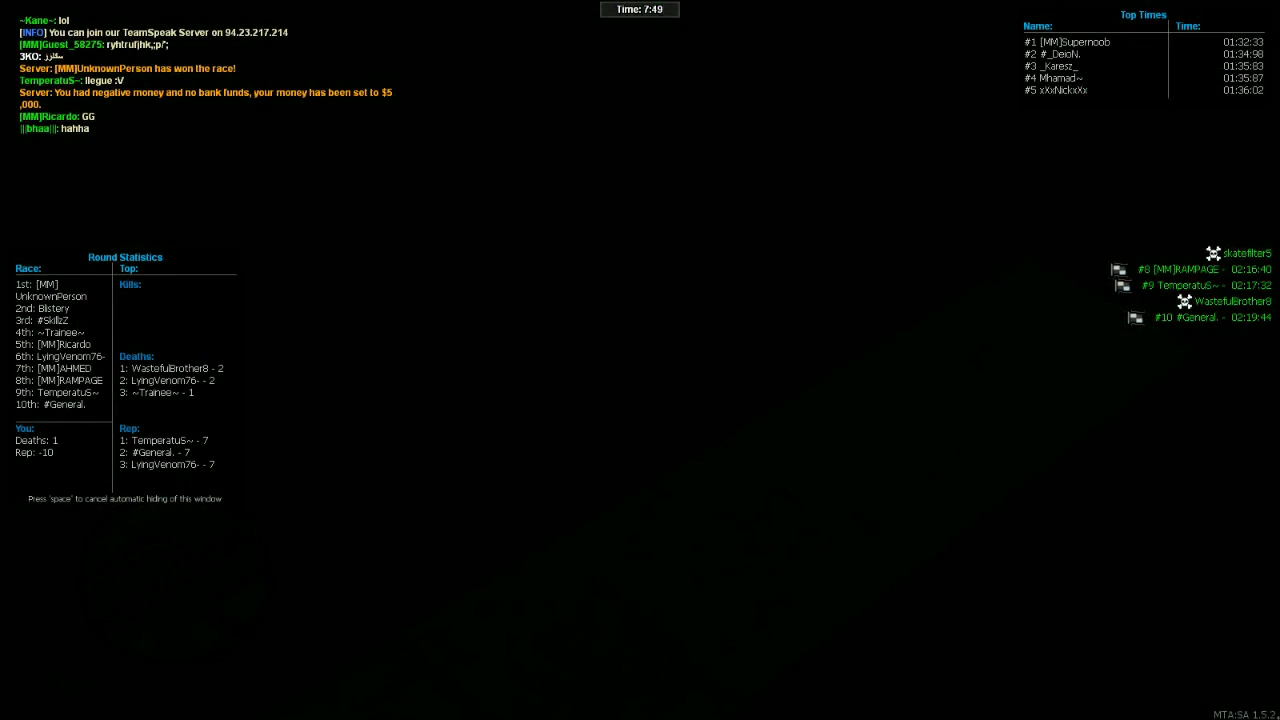 Time: 7:49
~Kane~: lol
[INFO] You can join our TeamSpeak Server on 94.23.217.214
[MM]Guest_58275: ryhtrufjhk,;p/';
3KO:
Server: [MM]UnknownPerson has won the race!
TemperatuS~: llegue :V
Server: You had negative money and no bank funds, your money has been set to $5
,000.
[MM]Ricardo: GG
|||bhaa|||: hahha
Top Times
Name: Time:
#1 [MM]Supernoob 01:32:33
#2 #_DeioN. 01:34:98
#3 _Karesz_ 01:35:83
#4 Mhamad~ 01:35:87
#5 xXxNickxXx 01:36:02
Round Statistics
Race: Top:
1st: [MM]
UnknownPerson
2nd: Blistery
3rd: #SkillzZ
4th: ~Trainee~
5th: [MM]Ricardo
6th: LyingVenom76-
7th: [MM]AHMED
8th: [MM]RAMPAGE
9th: TemperatuS~
10th: #General.
You:
Deaths: 1
Rep: -10
Kills:
Deaths:
1: WastefulBrother8 - 2
2: LyingVenom76- - 2
3: ~Trainee~ - 1
Rep:
1: TemperatuS~ - 7
2: #General. - 7
3: LyingVenom76- - 7
Press 'space' to cancel automatic hiding of this window
skatefilter5
#8 [MM]RAMPAGE - 02:16:40
#9 TemperatuS~ - 02:17:32
WastefulBrother8
#10 #General. - 02:19:44
MTA:SA 1.5.2